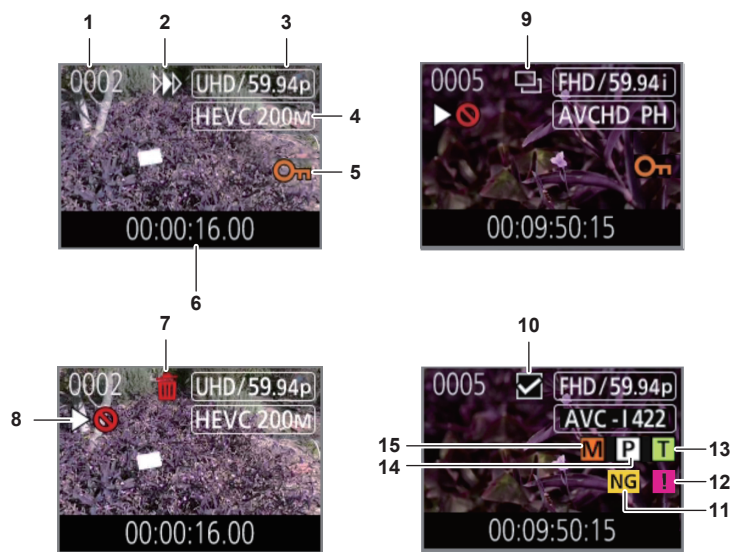 1 2 3
0002 UHD/59.94p
HEVC 200M 4
5
00:00:16.00
6
9
0005 FHD/59.94i
AVCHD PH
00:09:50:15
7
0002 UHD/59.94p
8 HEVC 200M
00:00:16.00
10
0005 FHD/59.94p
AVC-I422
15 M P T 13
14
NG ! 12
11
00:09:50:15